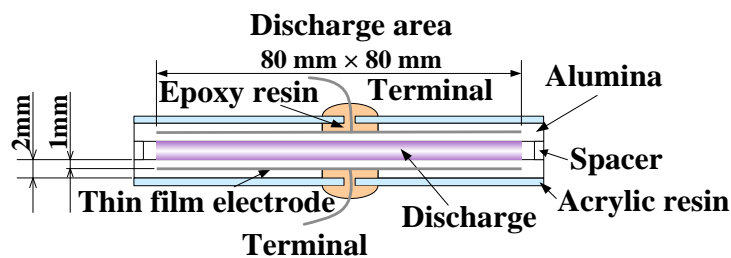 Discharge area
80 mm × 80 mm
Epoxy resin
Terminal
Alumina
2mm
1mm
Spacer
Thin film electrode
Discharge
Acrylic resin
Terminal